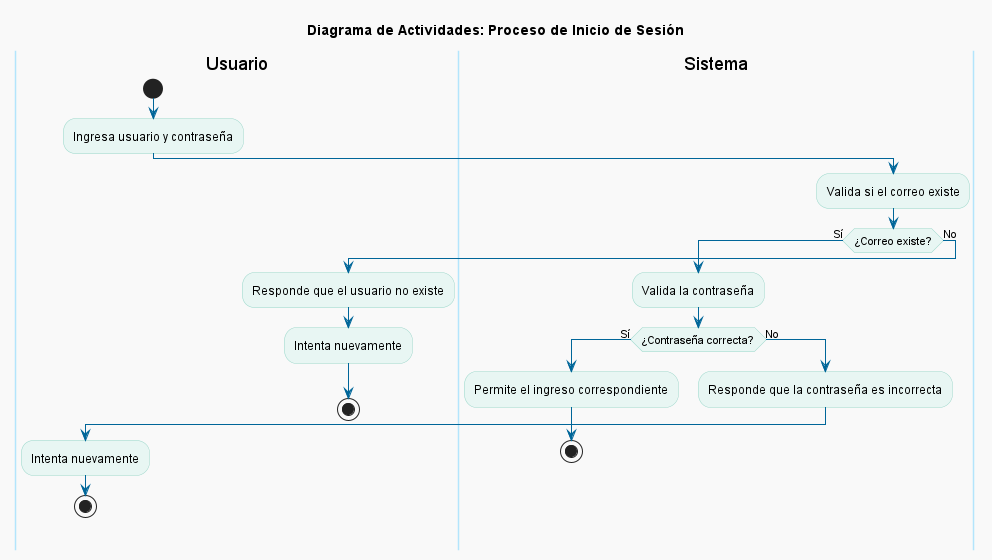 Diagrama de Actividades: Proceso de Inicio de Sesión
Usuario
Sistema
Ingresa usuario y contraseña
Valida si el correo existe
Sí
¿Correo existe?
No
Responde que el usuario no existe
Valida la contraseña
Intenta nuevamente
Sí
¿Contraseña correcta?
No
Permite el ingreso correspondiente
Responde que la contraseña es incorrecta
Intenta nuevamente